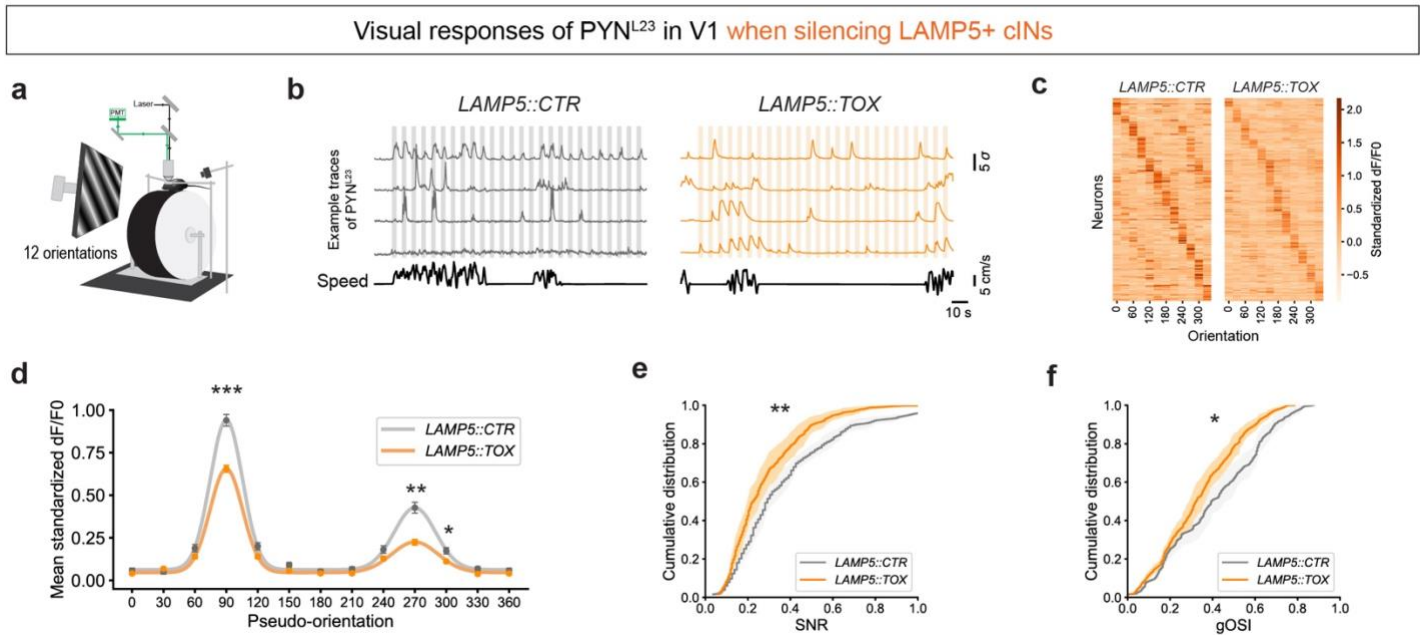 Visual responses of PYN^L23 in V1 when silencing LAMP5+ cINs
a
PMT
Laser
12 orientations
b
LAMP5::CTR
LAMP5::TOX
Example traces
of PYN^L23
5 σ
Speed
5 cm/s
10 s
c
LAMP5::CTR
LAMP5::TOX
Neurons
2.0
1.5
1.0
0.5
0.0
−0.5
Standardized dF/F0
0 60 120 180 240 300
0 60 120 180 240 300
Orientation
d
Mean standardized dF/F0
1.00
0.75
0.50
0.25
0.00
***
**
*
LAMP5::CTR
LAMP5::TOX
0 30 60 90 120 150 180 210 240 270 300 330 360
Pseudo-orientation
e
Cumulative distribution
1.0
0.8
0.6
0.4
0.2
0.0
**
LAMP5::CTR
LAMP5::TOX
0.2 0.4 0.6 0.8 1.0
SNR
f
Cumulative distribution
1.0
0.8
0.6
0.4
0.2
0.0
*
LAMP5::CTR
LAMP5::TOX
0.0 0.2 0.4 0.6 0.8 1.0
gOSI